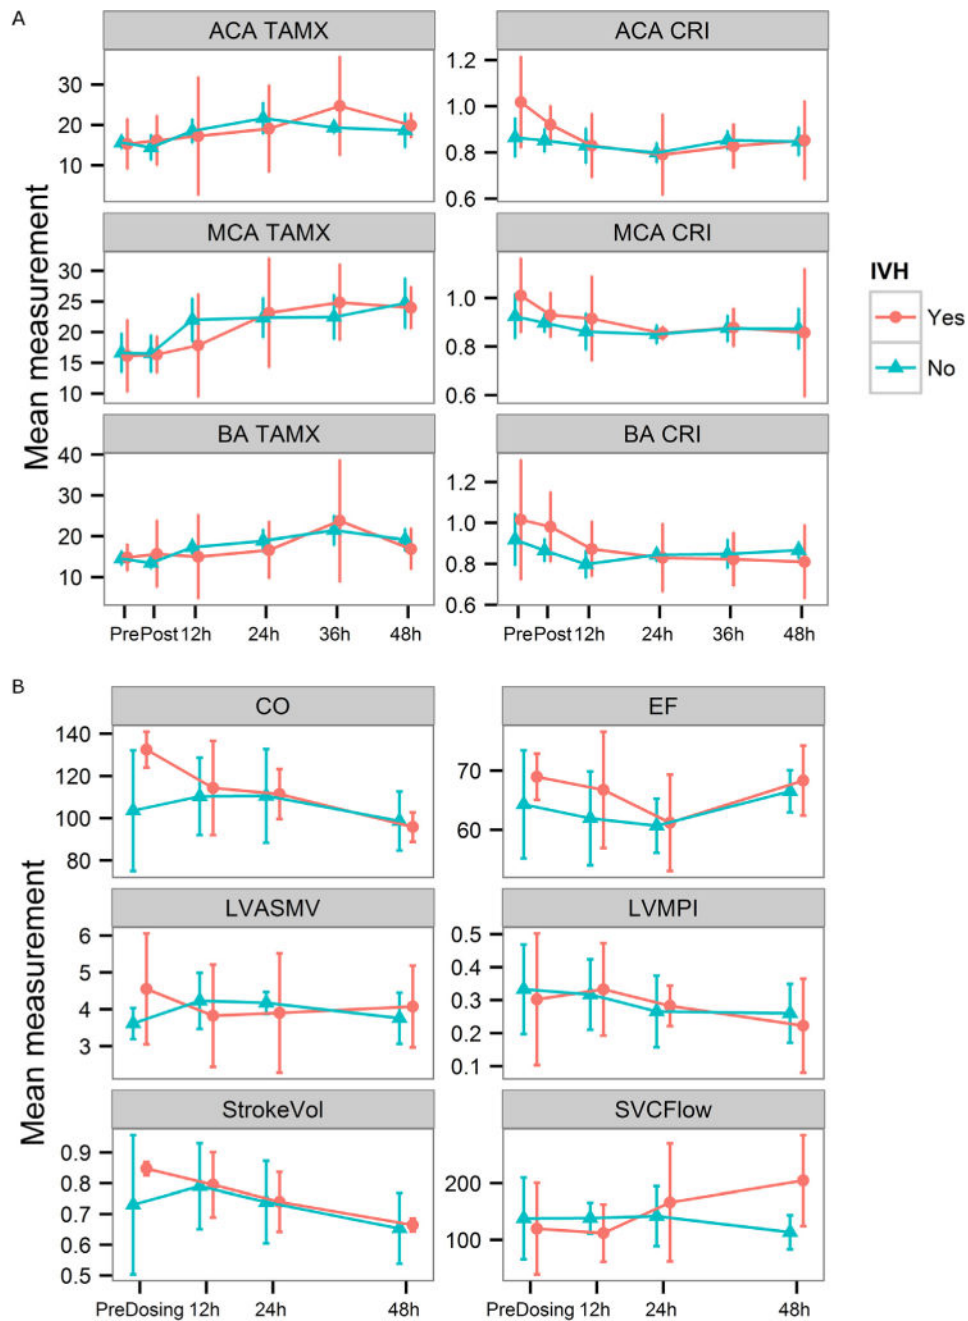 A
ACA TAMX
ACA CRI
30
20
10
1.2
1.0
0.8
0.6
MCA TAMX
MCA CRI
30
25
20
15
10
1.0
0.8
0.6
BA TAMX
BA CRI
40
30
20
10
1.2
1.0
0.8
0.6
Mean measurement
Pre Post 12h 24h 36h 48h
Pre Post 12h 24h 36h 48h
IVH
Yes
No
B
CO
EF
140
120
100
80
70
60
LVASMV
LVMPI
6
5
4
3
0.5
0.4
0.3
0.2
0.1
StrokeVol
SVCFlow
0.9
0.8
0.7
0.6
0.5
200
100
Mean measurement
PreDosing 12h 24h 48h
PreDosing 12h 24h 48h